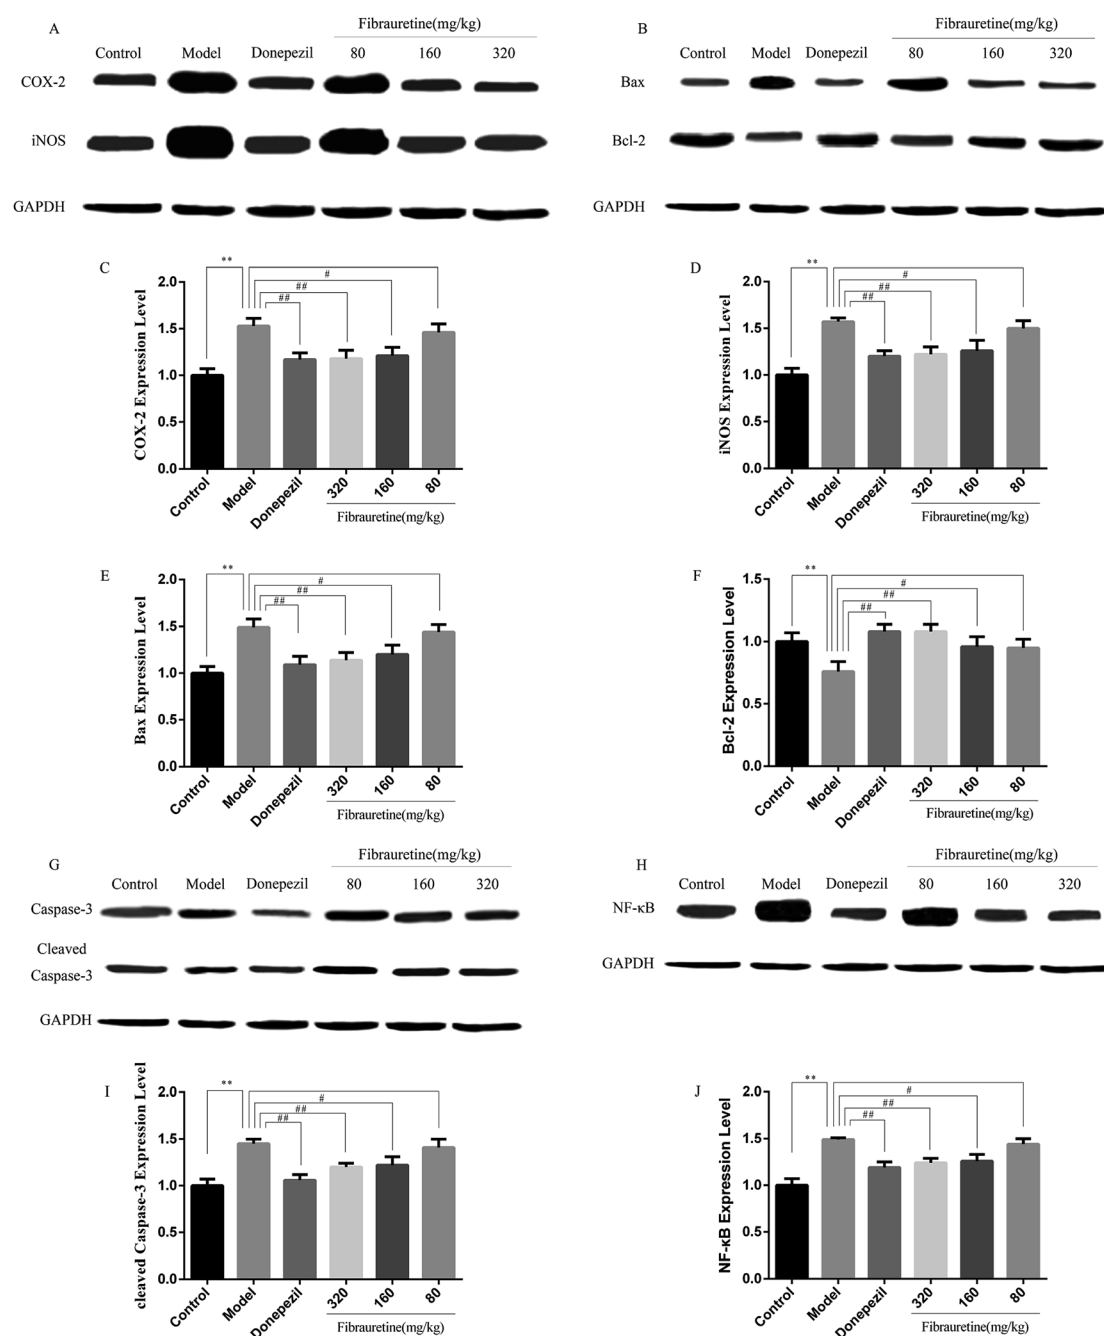 A
Fibrauretine(mg/kg)
Control Model Donepezil 80 160 320
COX-2
iNOS
GAPDH
B
Fibrauretine(mg/kg)
Control Model Donepezil 80 160 320
Bax
Bcl-2
GAPDH
C
COX-2 Expression Level
2.0
1.5
1.0
0.5
0.0
**
#
##
##
Control Model Donepezil 320 160 80
Fibrauretine(mg/kg)
D
iNOS Expression Level
2.0
1.5
1.0
0.5
0.0
**
#
##
##
Control Model Donepezil 320 160 80
Fibrauretine(mg/kg)
E
Bax Expression Level
2.0
1.5
1.0
0.5
0.0
**
#
##
##
Control Model Donepezil 320 160 80
Fibrauretine(mg/kg)
F
Bcl-2 Expression Level
1.5
1.0
0.5
0.0
**
#
##
##
Control Model Donepezil 320 160 80
Fibrauretine(mg/kg)
G
Fibrauretine(mg/kg)
Control Model Donepezil 80 160 320
Caspase-3
Cleaved
Caspase-3
GAPDH
H
Fibrauretine(mg/kg)
Control Model Donepezil 80 160 320
NF-κB
GAPDH
I
cleaved Caspase-3 Expression Level
2.0
1.5
1.0
0.5
0.0
**
#
##
##
Control Model Donepezil 320 160 80
Fibrauretine(mg/kg)
J
NF-κB Expression Level
2.0
1.5
1.0
0.5
0.0
**
#
##
##
Control Model Donepezil 320 160 80
Fibrauretine(mg/kg)